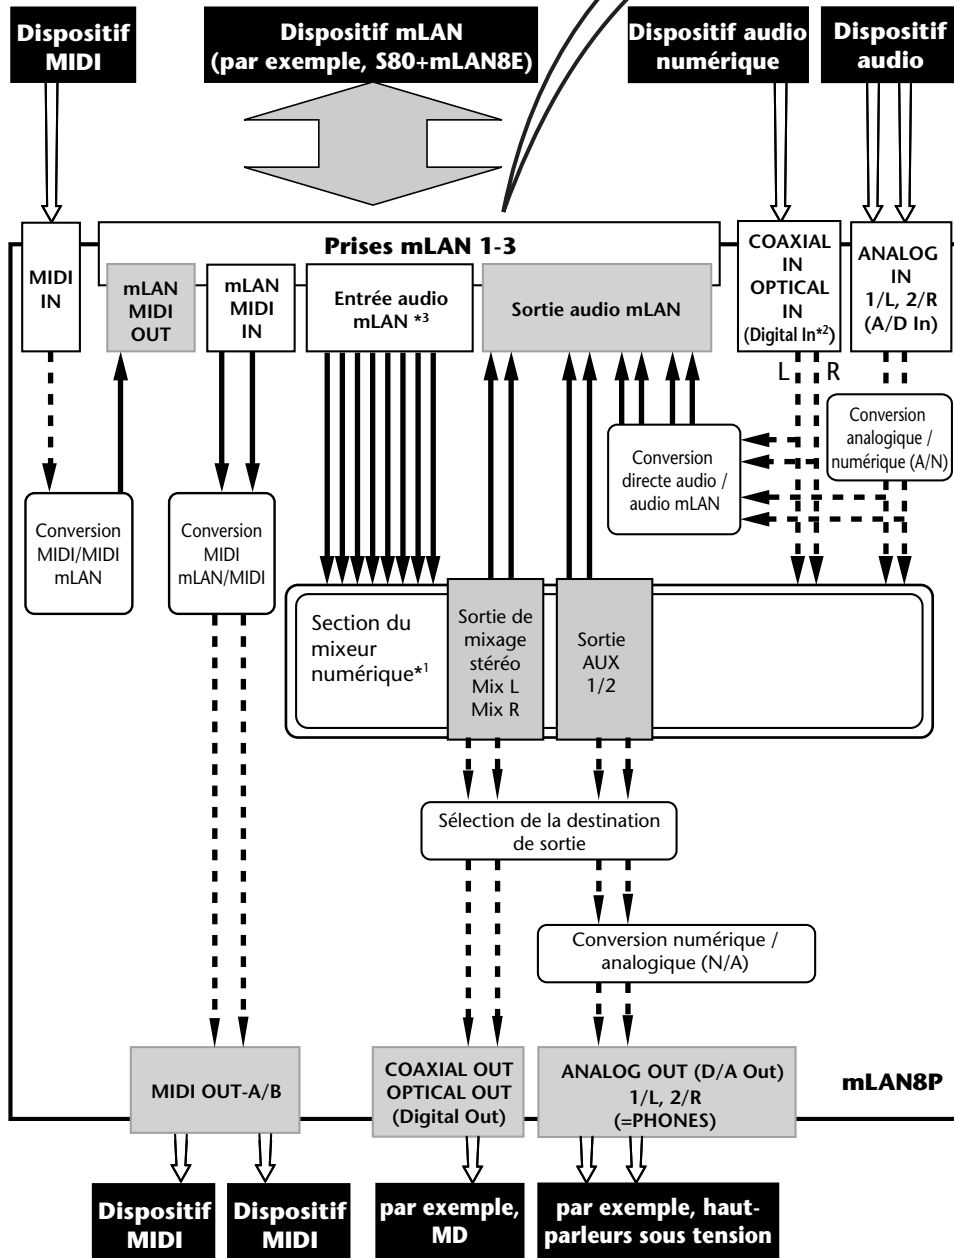 Dispositif
MIDI
Dispositif mLAN
(par exemple, S80+mLAN8E)
Dispositif audio
numérique
Dispositif
audio
Prises mLAN 1-3
MIDI
IN
mLAN
MIDI
OUT
mLAN
MIDI
IN
Entrée audio
mLAN *3
Sortie audio mLAN
COAXIAL
IN
OPTICAL
IN
(Digital In*2)
ANALOG
IN
1/L, 2/R
(A/D In)
L R
Conversion
analogique /
numérique (A/N)
Conversion
directe audio /
audio mLAN
Conversion
MIDI/MIDI
mLAN
Conversion
MIDI
mLAN/MIDI
Section du
mixeur
numérique*1
Sortie de
mixage
stéréo
Mix L
Mix R
Sortie
AUX
1/2
Sélection de la destination
de sortie
Conversion numérique /
analogique (N/A)
MIDI OUT-A/B
COAXIAL OUT
OPTICAL OUT
(Digital Out)
ANALOG OUT (D/A Out)
1/L, 2/R
(=PHONES)
mLAN8P
Dispositif
MIDI
Dispositif
MIDI
par exemple,
MD
par exemple, haut-
parleurs sous tension